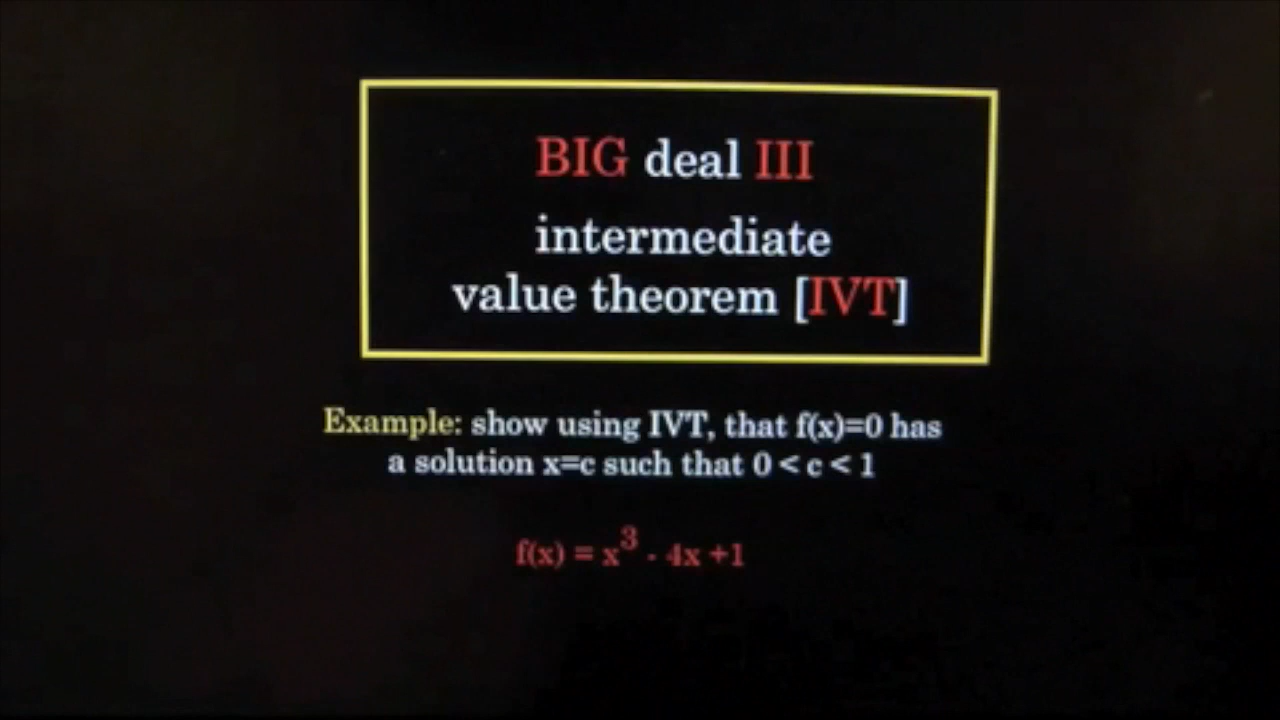 BIG deal III
intermediate
value theorem [IVT]
Example: show using IVT, that f(x)=0 has
a solution x=c such that 0 < c < 1
f(x) = x³ - 4x +1